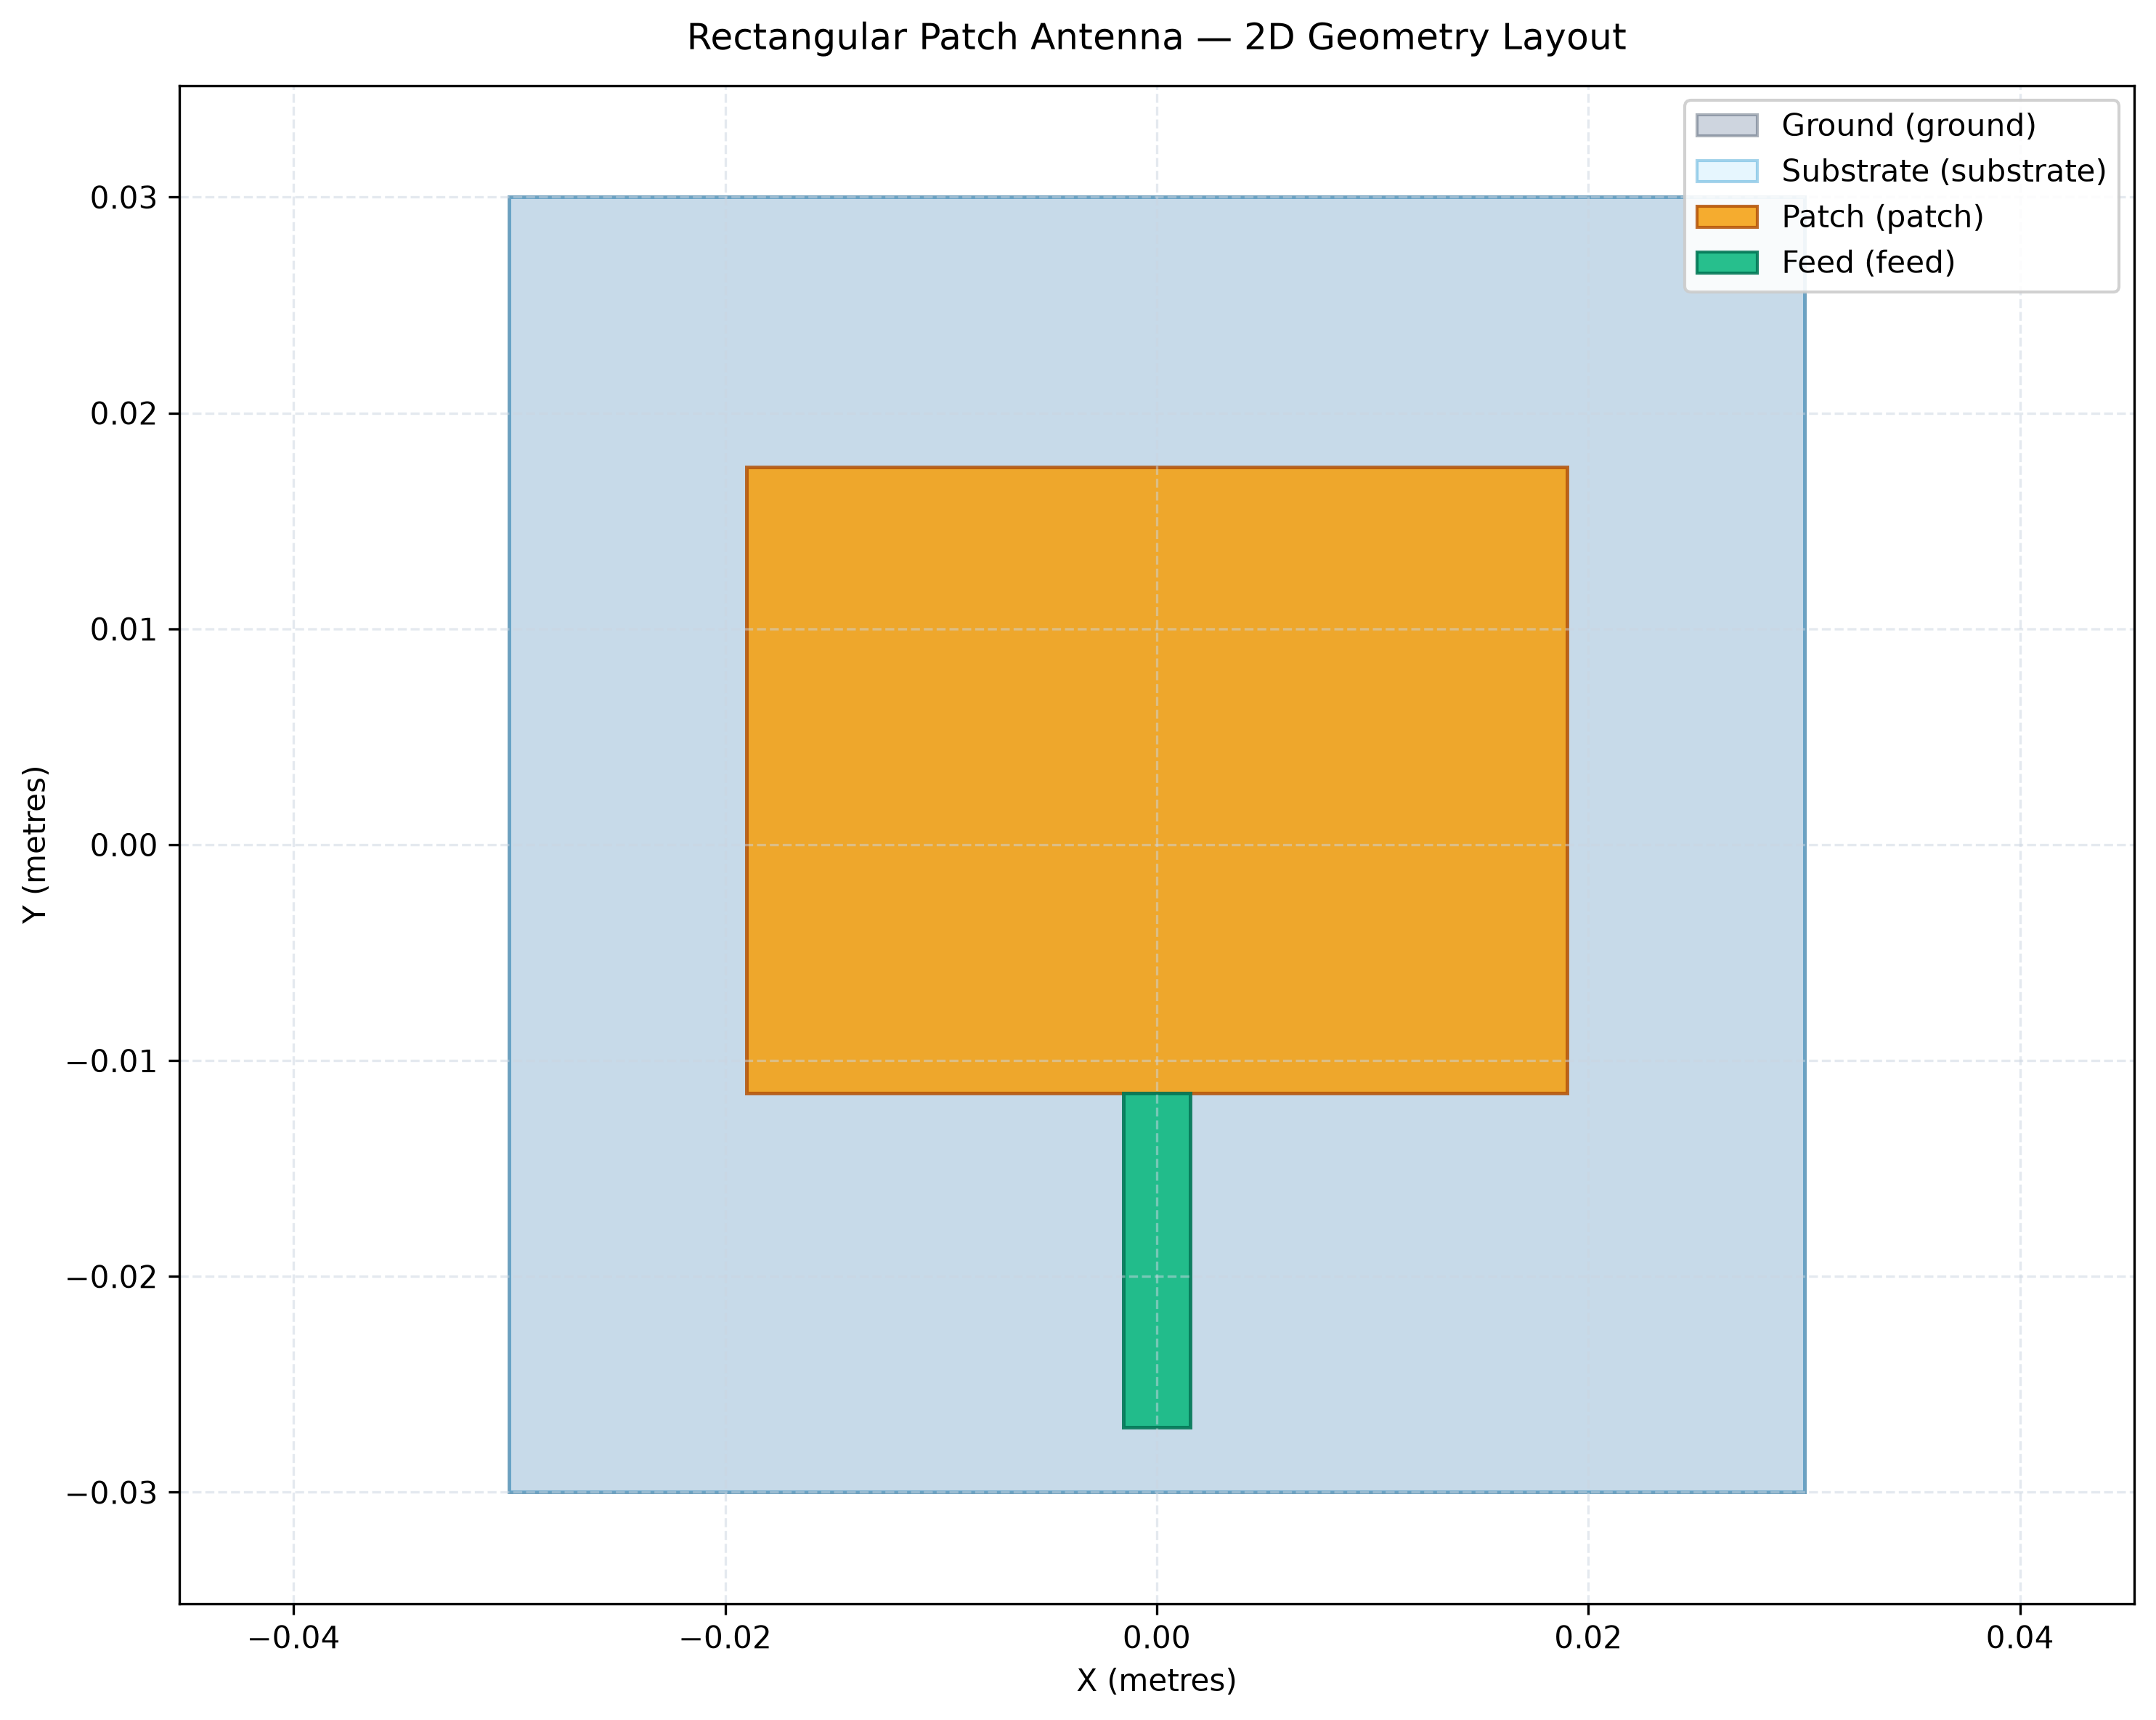 Rectangular Patch Antenna — 2D Geometry Layout
Ground (ground)
Substrate (substrate)
Patch (patch)
Feed (feed)
0.03
0.02
0.01
0.00
−0.01
−0.02
−0.03
Y (metres)
−0.04
−0.02
0.00
0.02
0.04
X (metres)